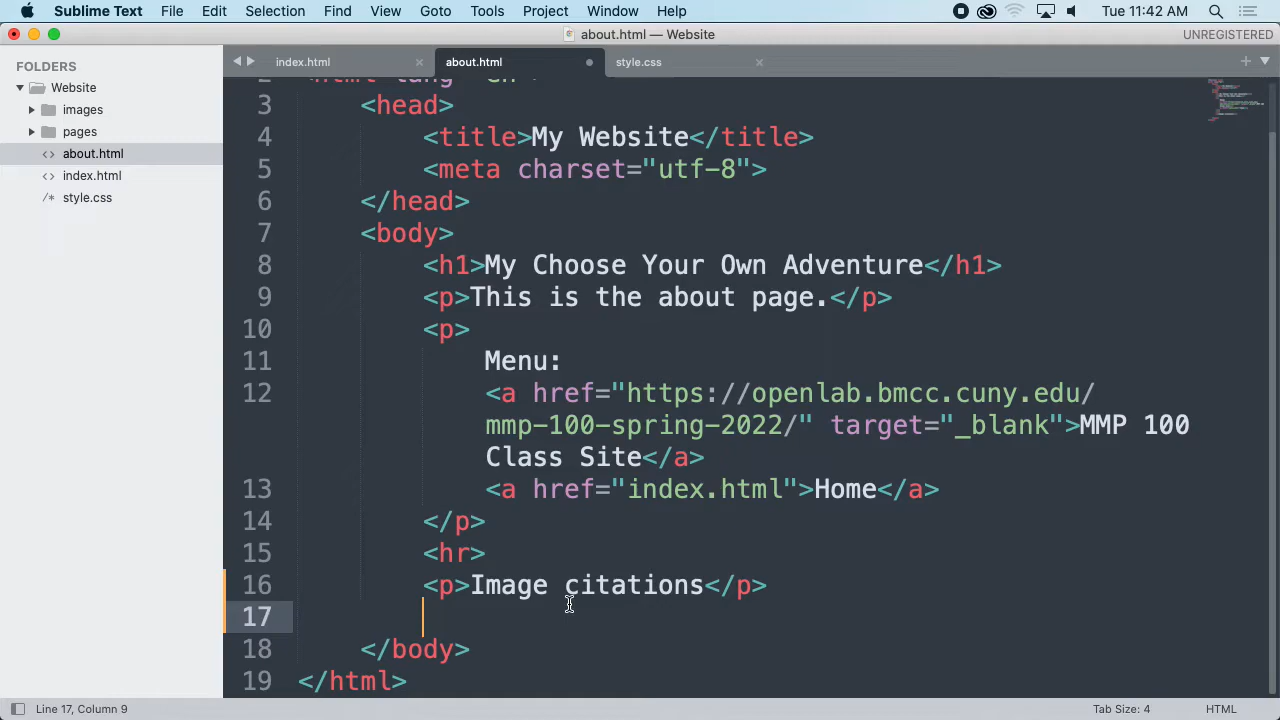 Sublime Text File Edit Selection Find View Goto Tools Project Window Help Tue 11:42 AM
about.html — Website UNREGISTERED
FOLDERS
Website
images
pages
about.html
index.html
style.css
index.html about.html style.css
3 <head>
4 <title>My Website</title>
5 <meta charset="utf-8">
6 </head>
7 <body>
8 <h1>My Choose Your Own Adventure</h1>
9 <p>This is the about page.</p>
10 <p>
11 Menu:
12 <a href="https://openlab.bmcc.cuny.edu/
mmp-100-spring-2022/" target="_blank">MMP 100
Class Site</a>
13 <a href="index.html">Home</a>
14 </p>
15 <hr>
16 <p>Image citations</p>
17
18 </body>
19 </html>
Line 17, Column 9 Tab Size: 4 HTML